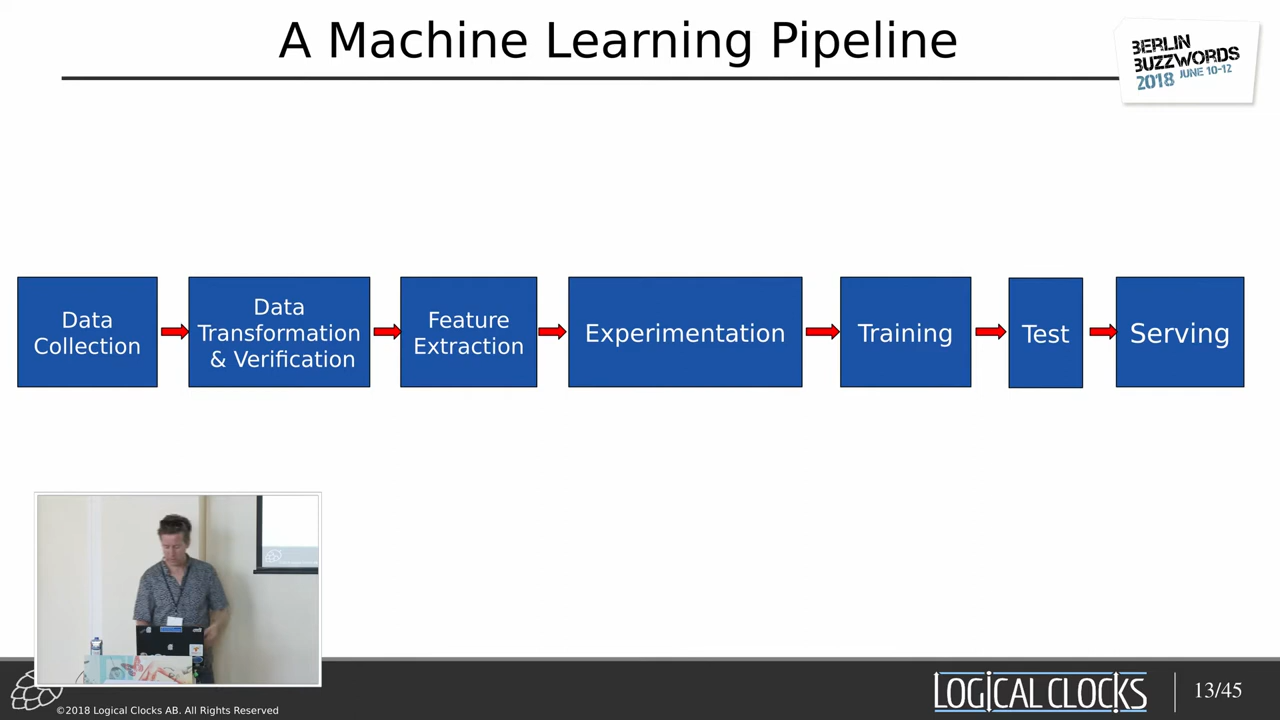 A Machine Learning Pipeline
BERLIN
BUZZWORDS
2018 JUNE 10-12
Data
Collection
Data
Transformation
& Verification
Feature
Extraction
Experimentation
Training
Test
Serving
LOGICAL CLOCKS
13/45
©2018 Logical Clocks AB. All Rights Reserved